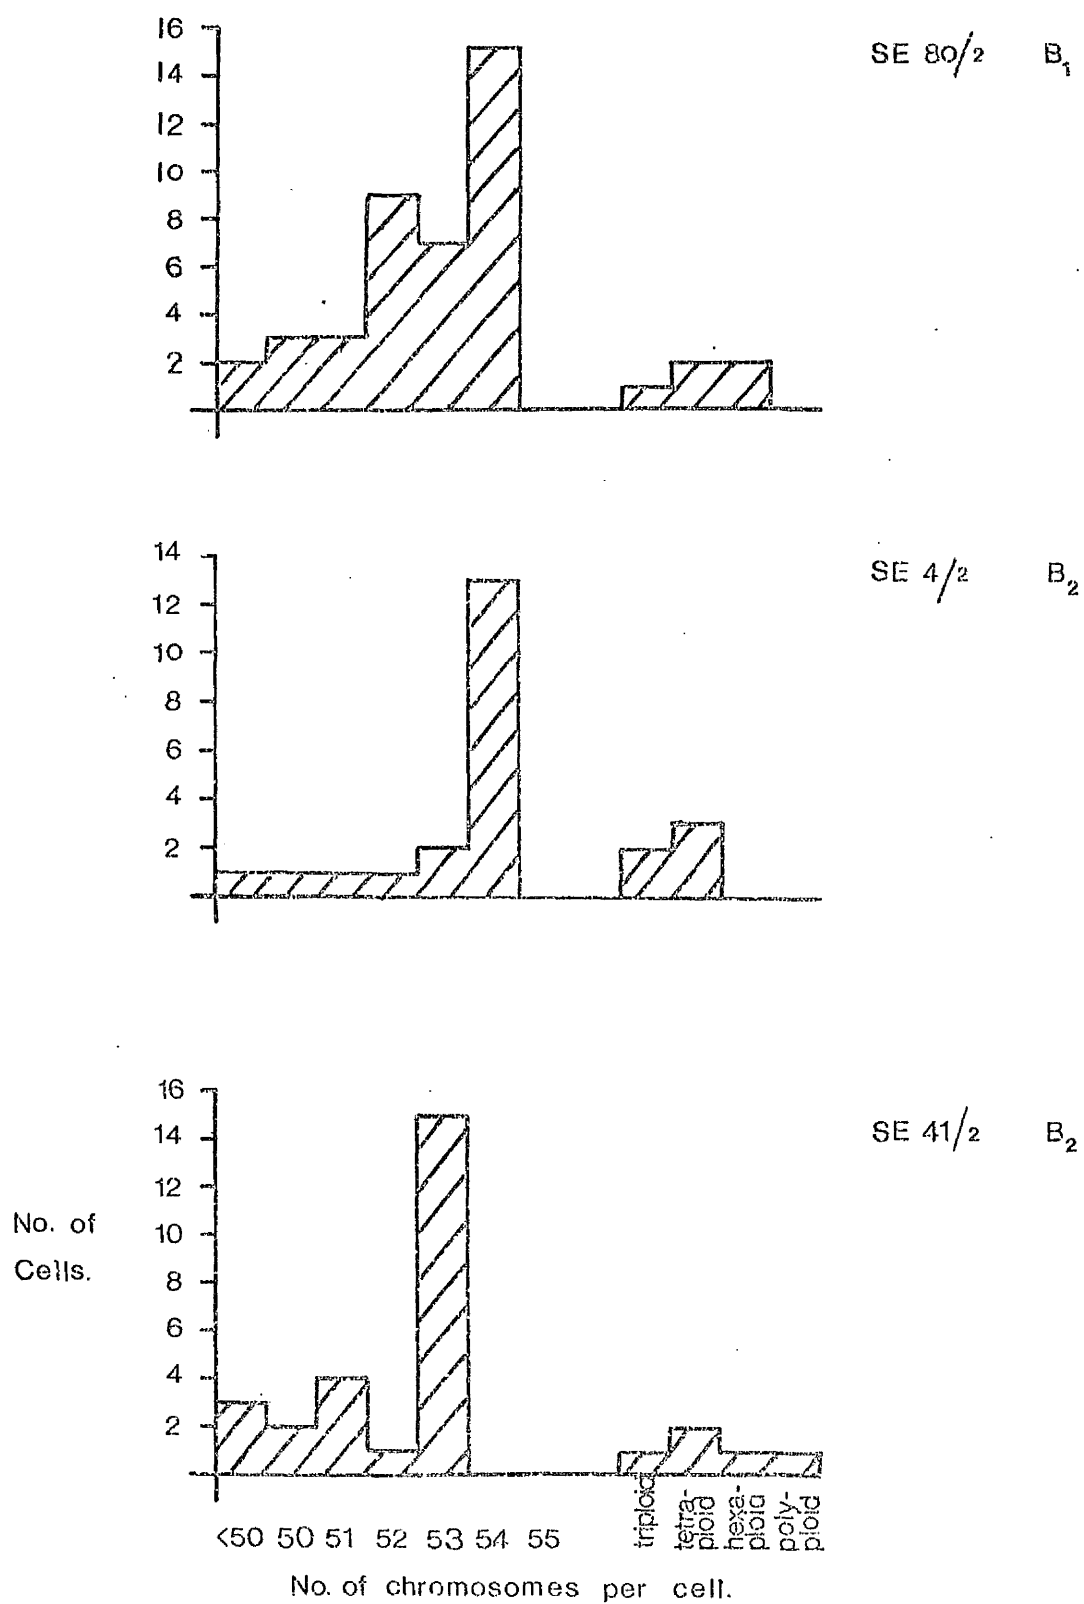 16
14
12
10
8
6
4
2
SE 80/2 B₁
14
12
10
8
6
4
2
SE 4/2 B₂
16
14
12
10
8
6
4
2
SE 41/2 B₂
No. of
Cells.
<50 50 51 52 53 54 55
triploid
tetra-
ploid
hexa-
ploid
poly-
ploid
No. of chromosomes per cell.